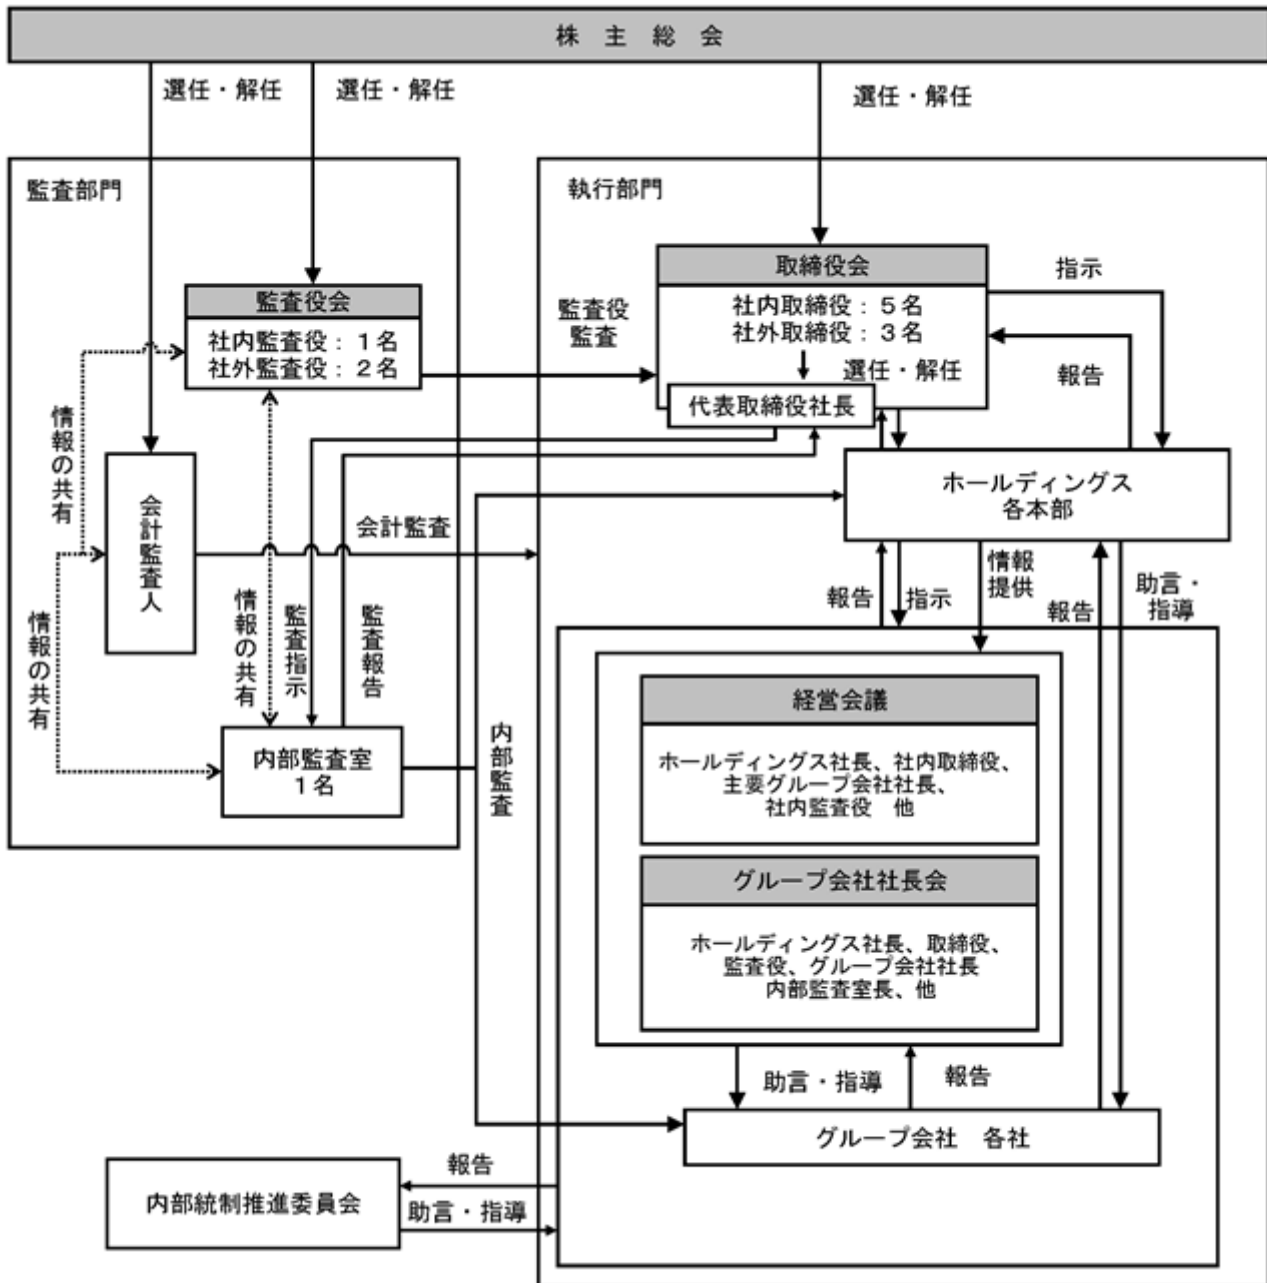 株 主 総 会
選任・解任
選任・解任
選任・解任
監査部門
執行部門
監査役会
社内監査役：１名
社外監査役：２名
監査役
監査
取締役会
社内取締役：５名
社外取締役：３名
選任・解任
代表取締役社長
指示
報告
情報の共有
会計監査人
会計監査
ホールディングス
各本部
情報の共有
情報の共有
監査指示
監査報告
報告
指示
情報
提供
報告
助言・
指導
内部監査室
１名
内部監査
経営会議
ホールディングス社長、社内取締役、
主要グループ会社社長、
社内監査役　他
グループ会社社長会
ホールディングス社長、取締役、
監査役、グループ会社社長
内部監査室長、他
助言・指導
報告
グループ会社　各社
内部統制推進委員会
報告
助言・指導